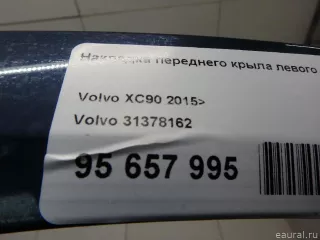 Накладка переднего крыла левого
Volvo XC90 2015>
Volvo 31378162
95 657 995
eaural.ru